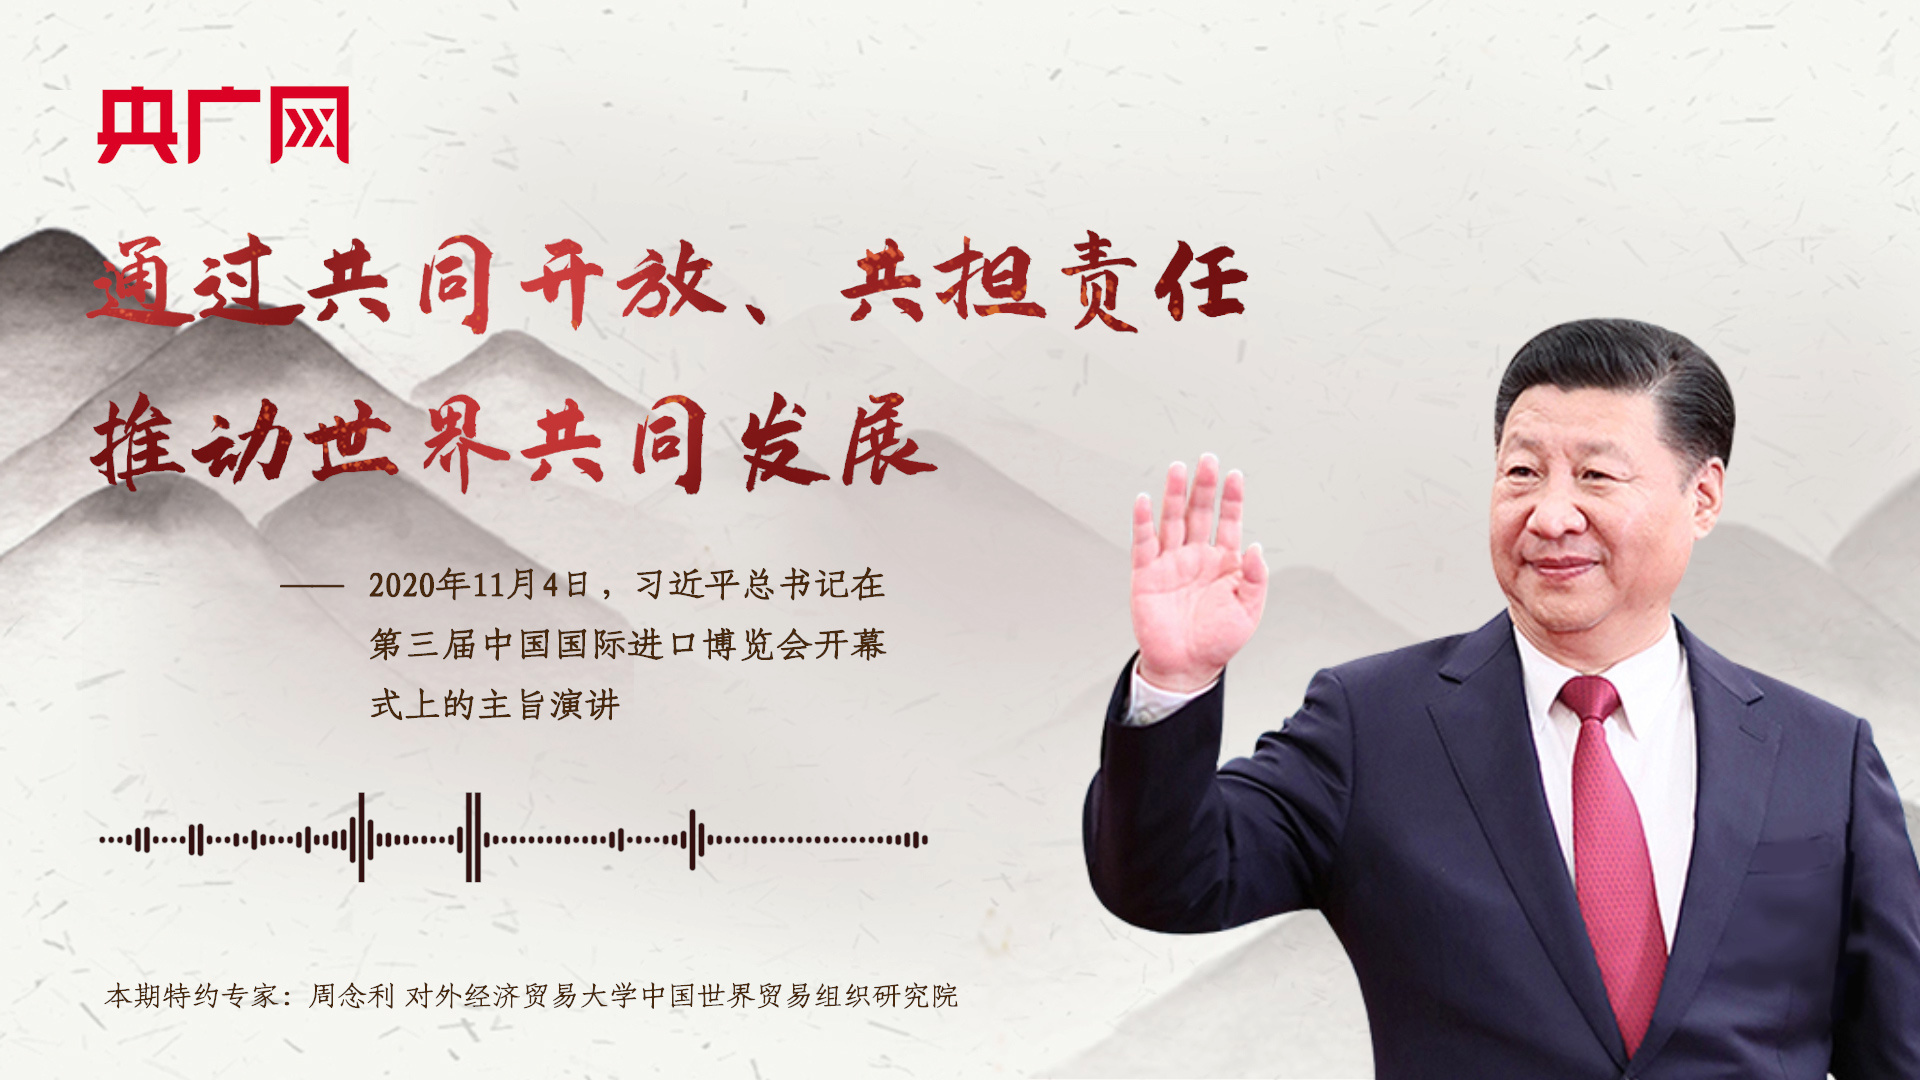 央广网
通过共同开放、共担责任
推动世界共同发展
—— 2020年11月4日，习近平总书记在
第三届中国国际进口博览会开幕
式上的主旨演讲
本期特约专家：周念利 对外经济贸易大学中国世界贸易组织研究院